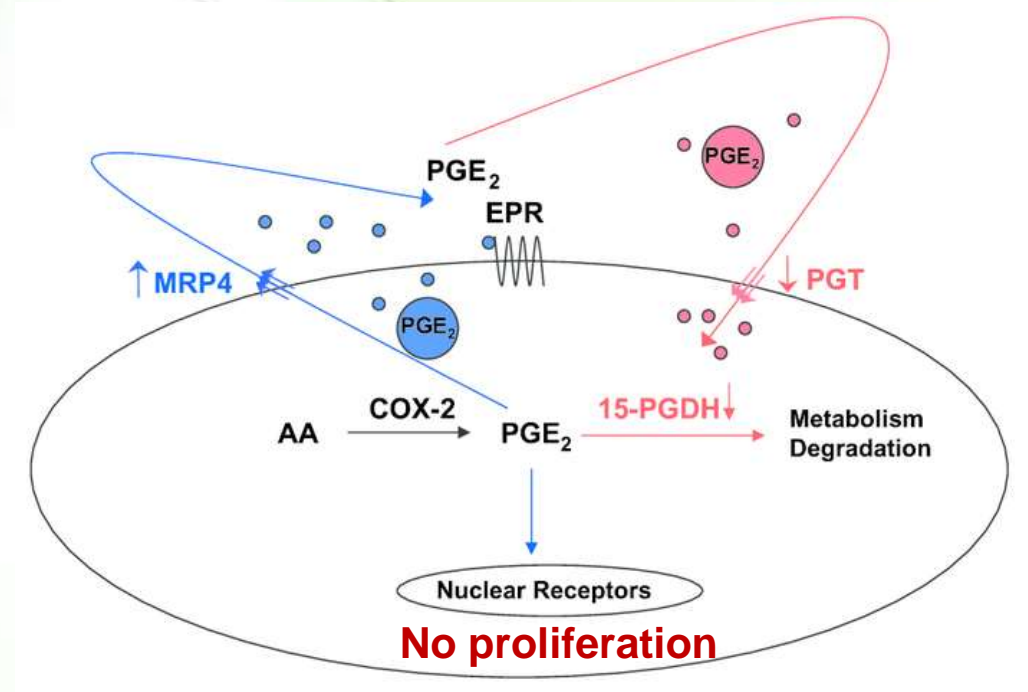 PGE₂
PGE₂
EPR
↑ MRP4
↓ PGT
PGE₂
COX-2
15-PGDH↓
AA
PGE₂
Metabolism
Degradation
Nuclear Receptors
No proliferation